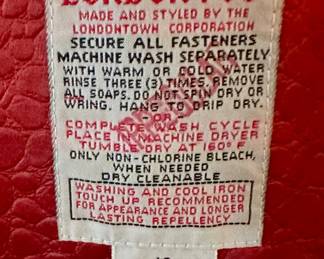 MADE AND STYLED BY THE
LONDONTOWN CORPORATION
SECURE ALL FASTENERS
MACHINE WASH SEPARATELY
WITH WARM OR COLD WATER
RINSE THREE (3) TIMES. REMOVE
ALL SOAPS. DO NOT SPIN DRY OR
WRING. HANG TO DRIP DRY.
-OR-
COMPLETE WASH CYCLE
PLACE IN MACHINE DRYER
TUMBLE DRY AT 160° F
ONLY NON-CHLORINE BLEACH,
WHEN NEEDED
DRY CLEANABLE
WASHING AND COOL IRON
TOUCH UP RECOMMENDED
FOR APPEARANCE AND LONGER
LASTING REPELLENCY